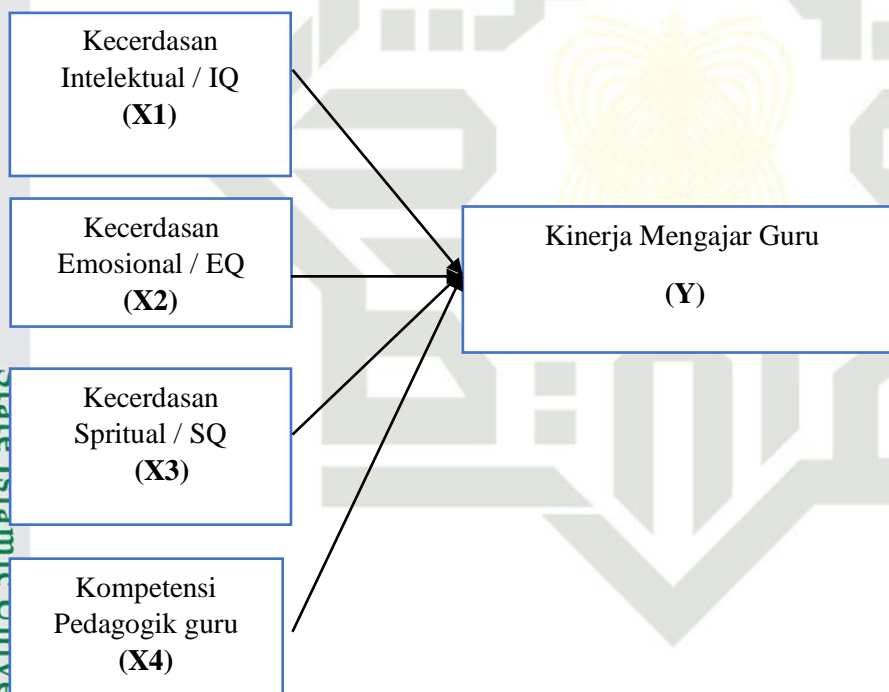 Kecerdasan
Intelektual / IQ
(X1)
Kecerdasan
Emosional / EQ
(X2)
Kinerja Mengajar Guru
(Y)
Kecerdasan
Spritual / SQ
(X3)
Kompetensi
Pedagogik guru
(X4)